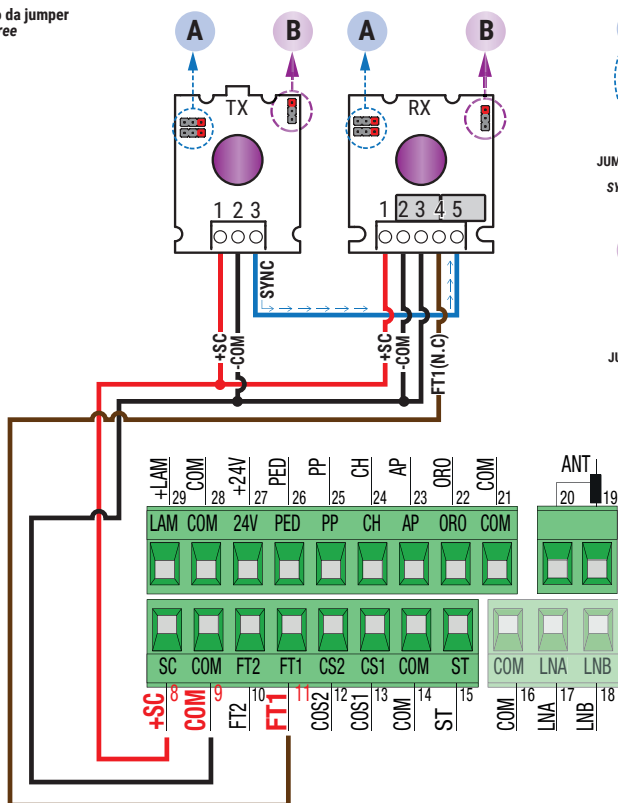 o da jumper
ree
A B A B
TX RX
JUM
SY
JU
1 2 3
1 2 3 4 5
SYNC
+SC
-COM
+SC
-COM
FT1(N.C)
+LAM COM +24V PED PP CH AP ORO COM ANT
29 28 27 26 25 24 23 22 21 20 19
LAM COM 24V PED PP CH AP ORO COM
SC COM FT2 FT1 CS2 CS1 COM ST COM LNA LNB
8 9 10 11 12 13 14 15 16 17 18
+SC COM FT2 FT1 COS2 COS1 COM ST COM LNA LNB